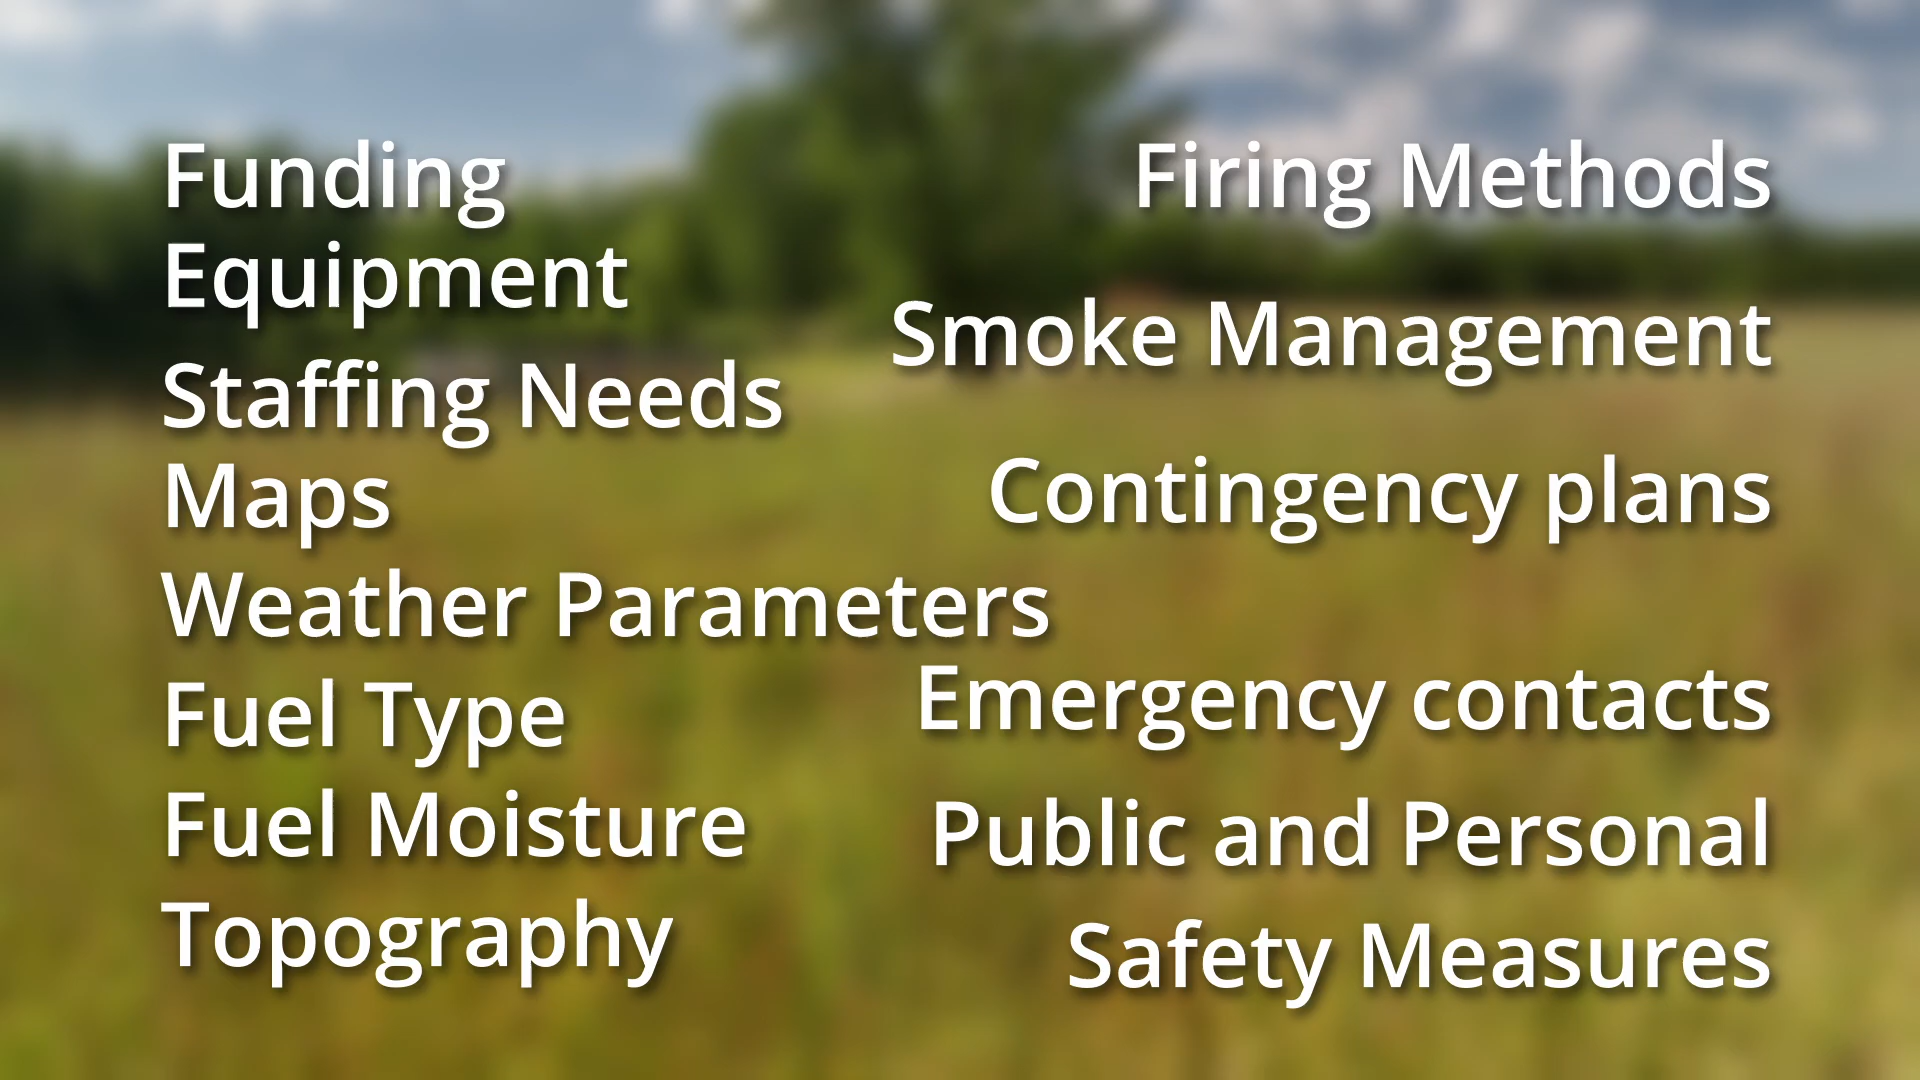 Funding
Equipment
Staffing Needs
Maps
Weather Parameters
Fuel Type
Fuel Moisture
Topography
Firing Methods
Smoke Management
Contingency plans
Emergency contacts
Public and Personal
Safety Measures